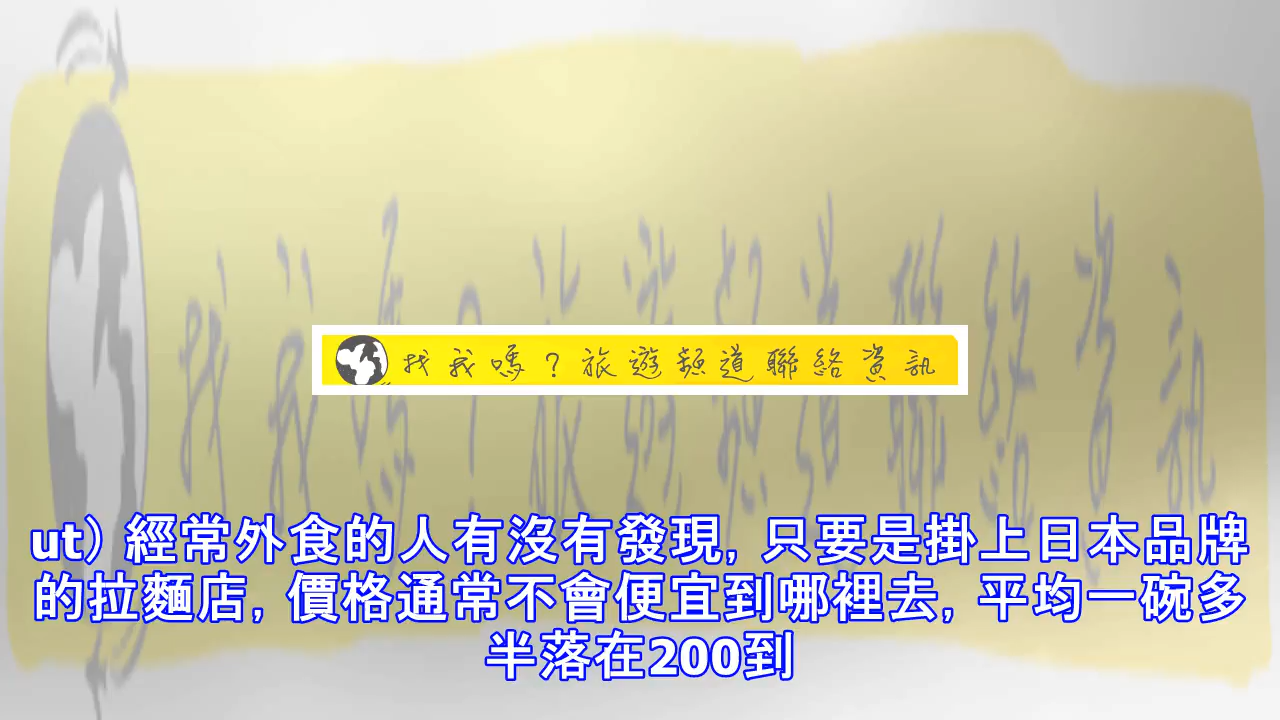 找我嗎?旅遊頻道聯絡資訊
ut) 經常外食的人有沒有發現, 只要是掛上日本品牌
的拉麵店, 價格通常不會便宜到哪裡去, 平均一碗多
半落在200到